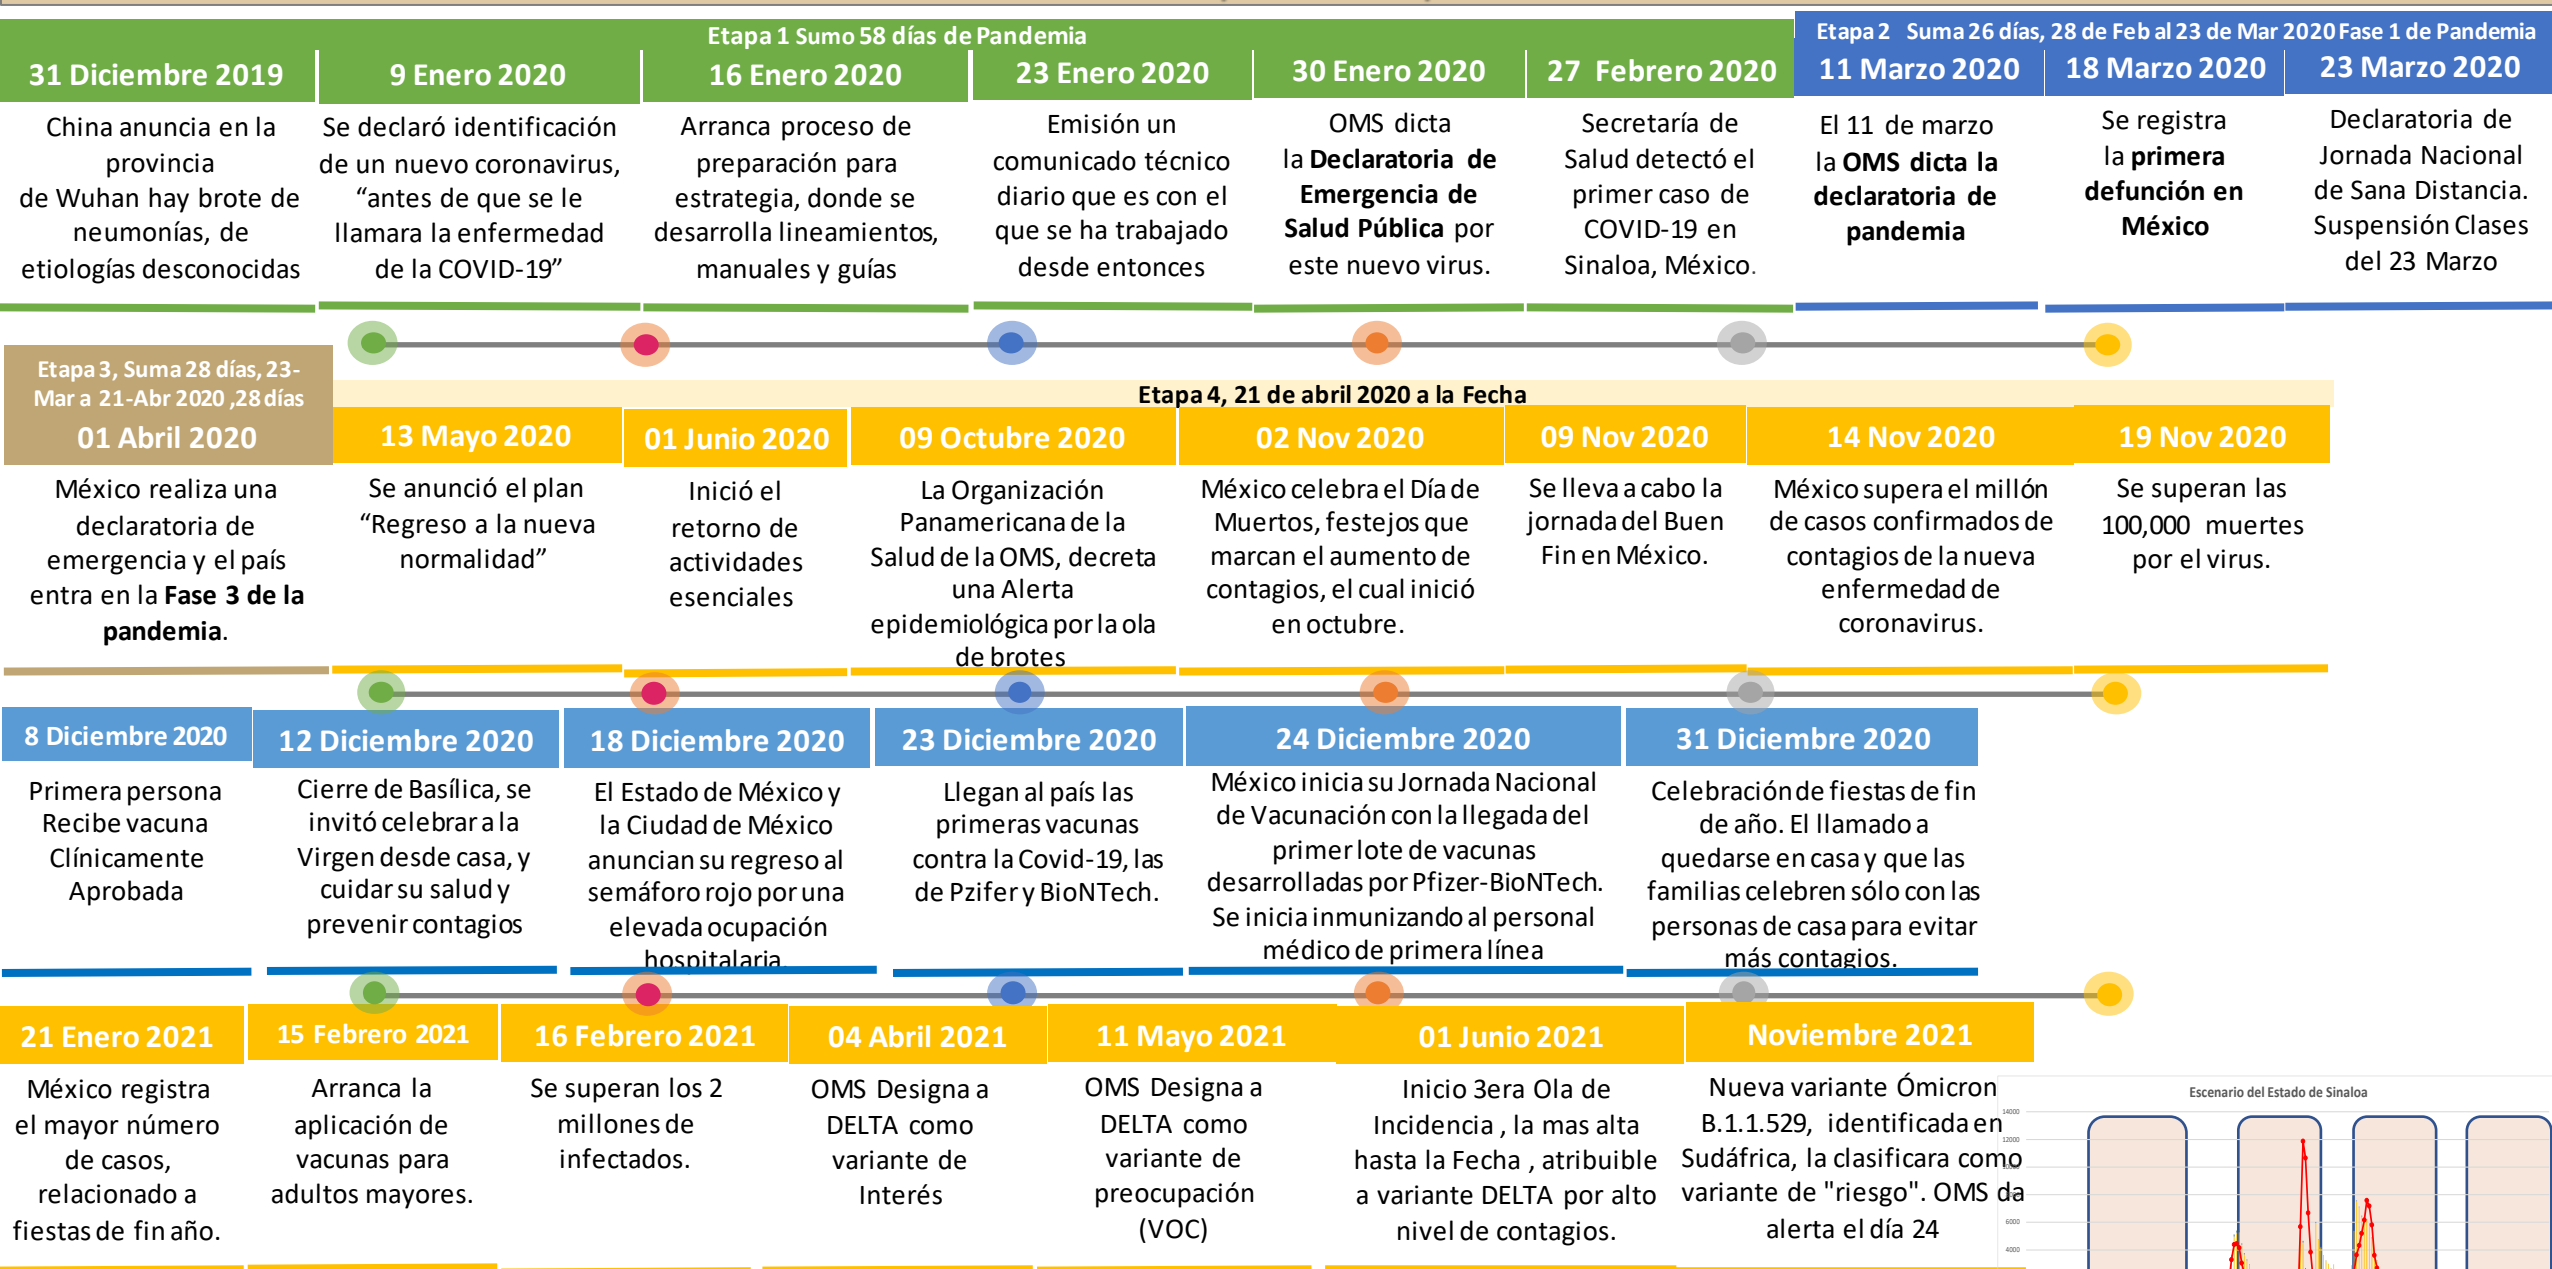 Etapa 1 Sumo 58 días de Pandemia
31 Diciembre 2019
China anuncia en la
provincia
de Wuhan hay brote de
neumonías, de
etiologías desconocidas
9 Enero 2020
Se declaró identificación
de un nuevo coronavirus,
“antes de que se le
llamara la enfermedad
de la COVID-19”
16 Enero 2020
Arranca proceso de
preparación para
estrategia, donde se
desarrolla lineamientos,
manuales y guías
23 Enero 2020
Emisión un
comunicado técnico
diario que es con el
que se ha trabajado
desde entonces
30 Enero 2020
OMS dicta
la Declaratoria de
Emergencia de
Salud Pública por
este nuevo virus.
27 Febrero 2020
Secretaría de
Salud detectó el
primer caso de
COVID-19 en
Sinaloa, México.
Etapa 2 Suma 26 días, 28 de Feb al 23 de Mar 2020 Fase 1 de Pandemia
11 Marzo 2020
El 11 de marzo
la OMS dicta la
declaratoria de
pandemia
18 Marzo 2020
Se registra
la primera
defunción en
México
23 Marzo 2020
Declaratoria de
Jornada Nacional
de Sana Distancia.
Suspensión Clases
del 23 Marzo
Etapa 3, Suma 28 días, 23-
Mar a 21-Abr 2020 ,28 días
01 Abril 2020
México realiza una
declaratoria de
emergencia y el país
entra en la Fase 3 de la
pandemia.
Etapa 4, 21 de abril 2020 a la Fecha
13 Mayo 2020
Se anunció el plan
“Regreso a la nueva
normalidad”
01 Junio 2020
Inició el
retorno de
actividades
esenciales
09 Octubre 2020
La Organización
Panamericana de la
Salud de la OMS, decreta
una Alerta
epidemiológica por la ola
de brotes
02 Nov 2020
México celebra el Día de
Muertos, festejos que
marcan el aumento de
contagios, el cual inició
en octubre.
09 Nov 2020
Se lleva a cabo la
jornada del Buen
Fin en México.
14 Nov 2020
México supera el millón
de casos confirmados de
contagios de la nueva
enfermedad de
coronavirus.
19 Nov 2020
Se superan las
100,000 muertes
por el virus.
8 Diciembre 2020
Primera persona
Recibe vacuna
Clínicamente
Aprobada
12 Diciembre 2020
Cierre de Basílica, se
invitó celebrar a la
Virgen desde casa, y
cuidar su salud y
prevenir contagios
18 Diciembre 2020
El Estado de México y
la Ciudad de México
anuncian su regreso al
semáforo rojo por una
elevada ocupación
hospitalaria.
23 Diciembre 2020
Llegan al país las
primeras vacunas
contra la Covid-19, las
de Pzifer y BioNTech.
24 Diciembre 2020
México inicia su Jornada Nacional
de Vacunación con la llegada del
primer lote de vacunas
desarrolladas por Pfizer-BioNTech.
Se inicia inmunizando al personal
médico de primera línea
31 Diciembre 2020
Celebración de fiestas de fin
de año. El llamado a
quedarse en casa y que las
familias celebren sólo con las
personas de casa para evitar
más contagios.
21 Enero 2021
México registra
el mayor número
de casos,
relacionado a
fiestas de fin año.
15 Febrero 2021
Arranca la
aplicación de
vacunas para
adultos mayores.
16 Febrero 2021
Se superan los 2
millones de
infectados.
04 Abril 2021
OMS Designa a
DELTA como
variante de
Interés
11 Mayo 2021
OMS Designa a
DELTA como
variante de
preocupación
(VOC)
01 Junio 2021
Inicio 3era Ola de
Incidencia , la mas alta
hasta la Fecha , atribuible
a variante DELTA por alto
nivel de contagios.
Noviembre 2021
Nueva variante Ómicron
B.1.1.529, identificada en
Sudáfrica, la clasificara como
variante de "riesgo". OMS da
alerta el día 24
Escenario del Estado de Sinaloa
14000
12000
6000
4000